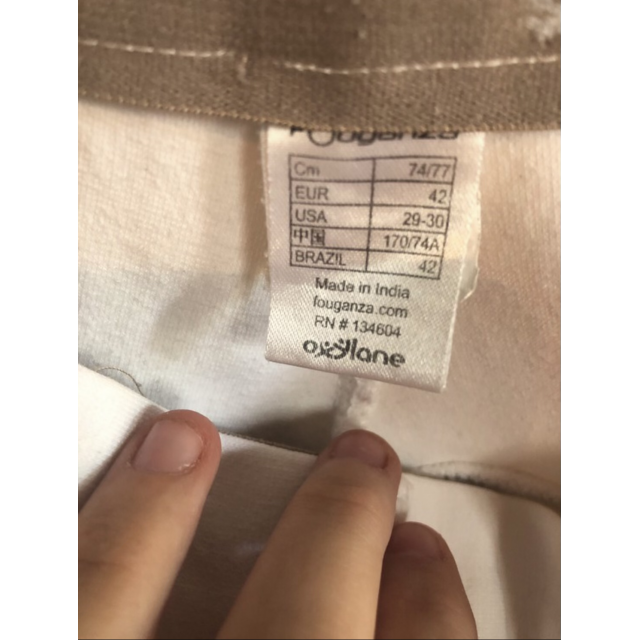 Fouganza
Cm 74/77
EUR 42
USA 29-30
中国 170/74A
BRAZIL 42
Made in India
fouganza.com
RN # 134604
oxylane